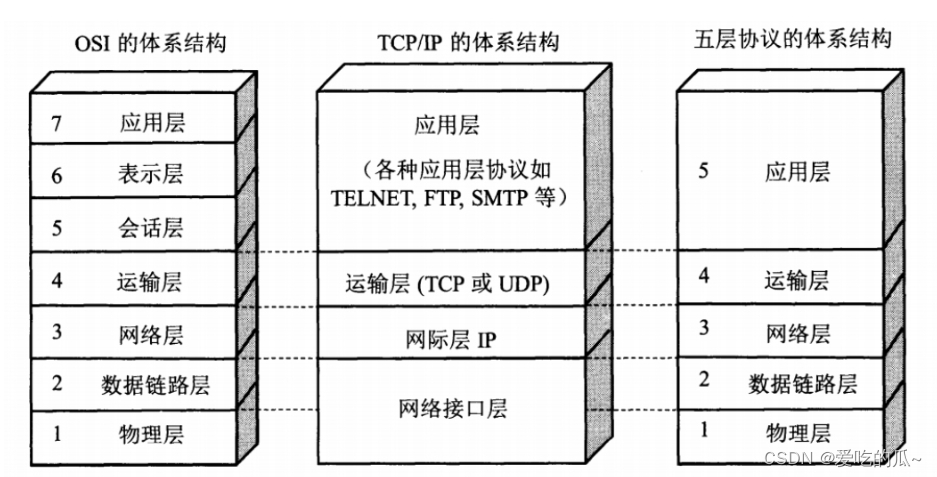 OSI 的体系结构
7 应用层
6 表示层
5 会话层
4 运输层
3 网络层
2 数据链路层
1 物理层
TCP/IP 的体系结构
应用层
（各种应用层协议如
TELNET, FTP, SMTP 等）
运输层 (TCP 或 UDP)
网际层 IP
网络接口层
五层协议的体系结构
5 应用层
4 运输层
3 网络层
2 数据链路层
1 物理层
CSDN @爱吃的瓜~